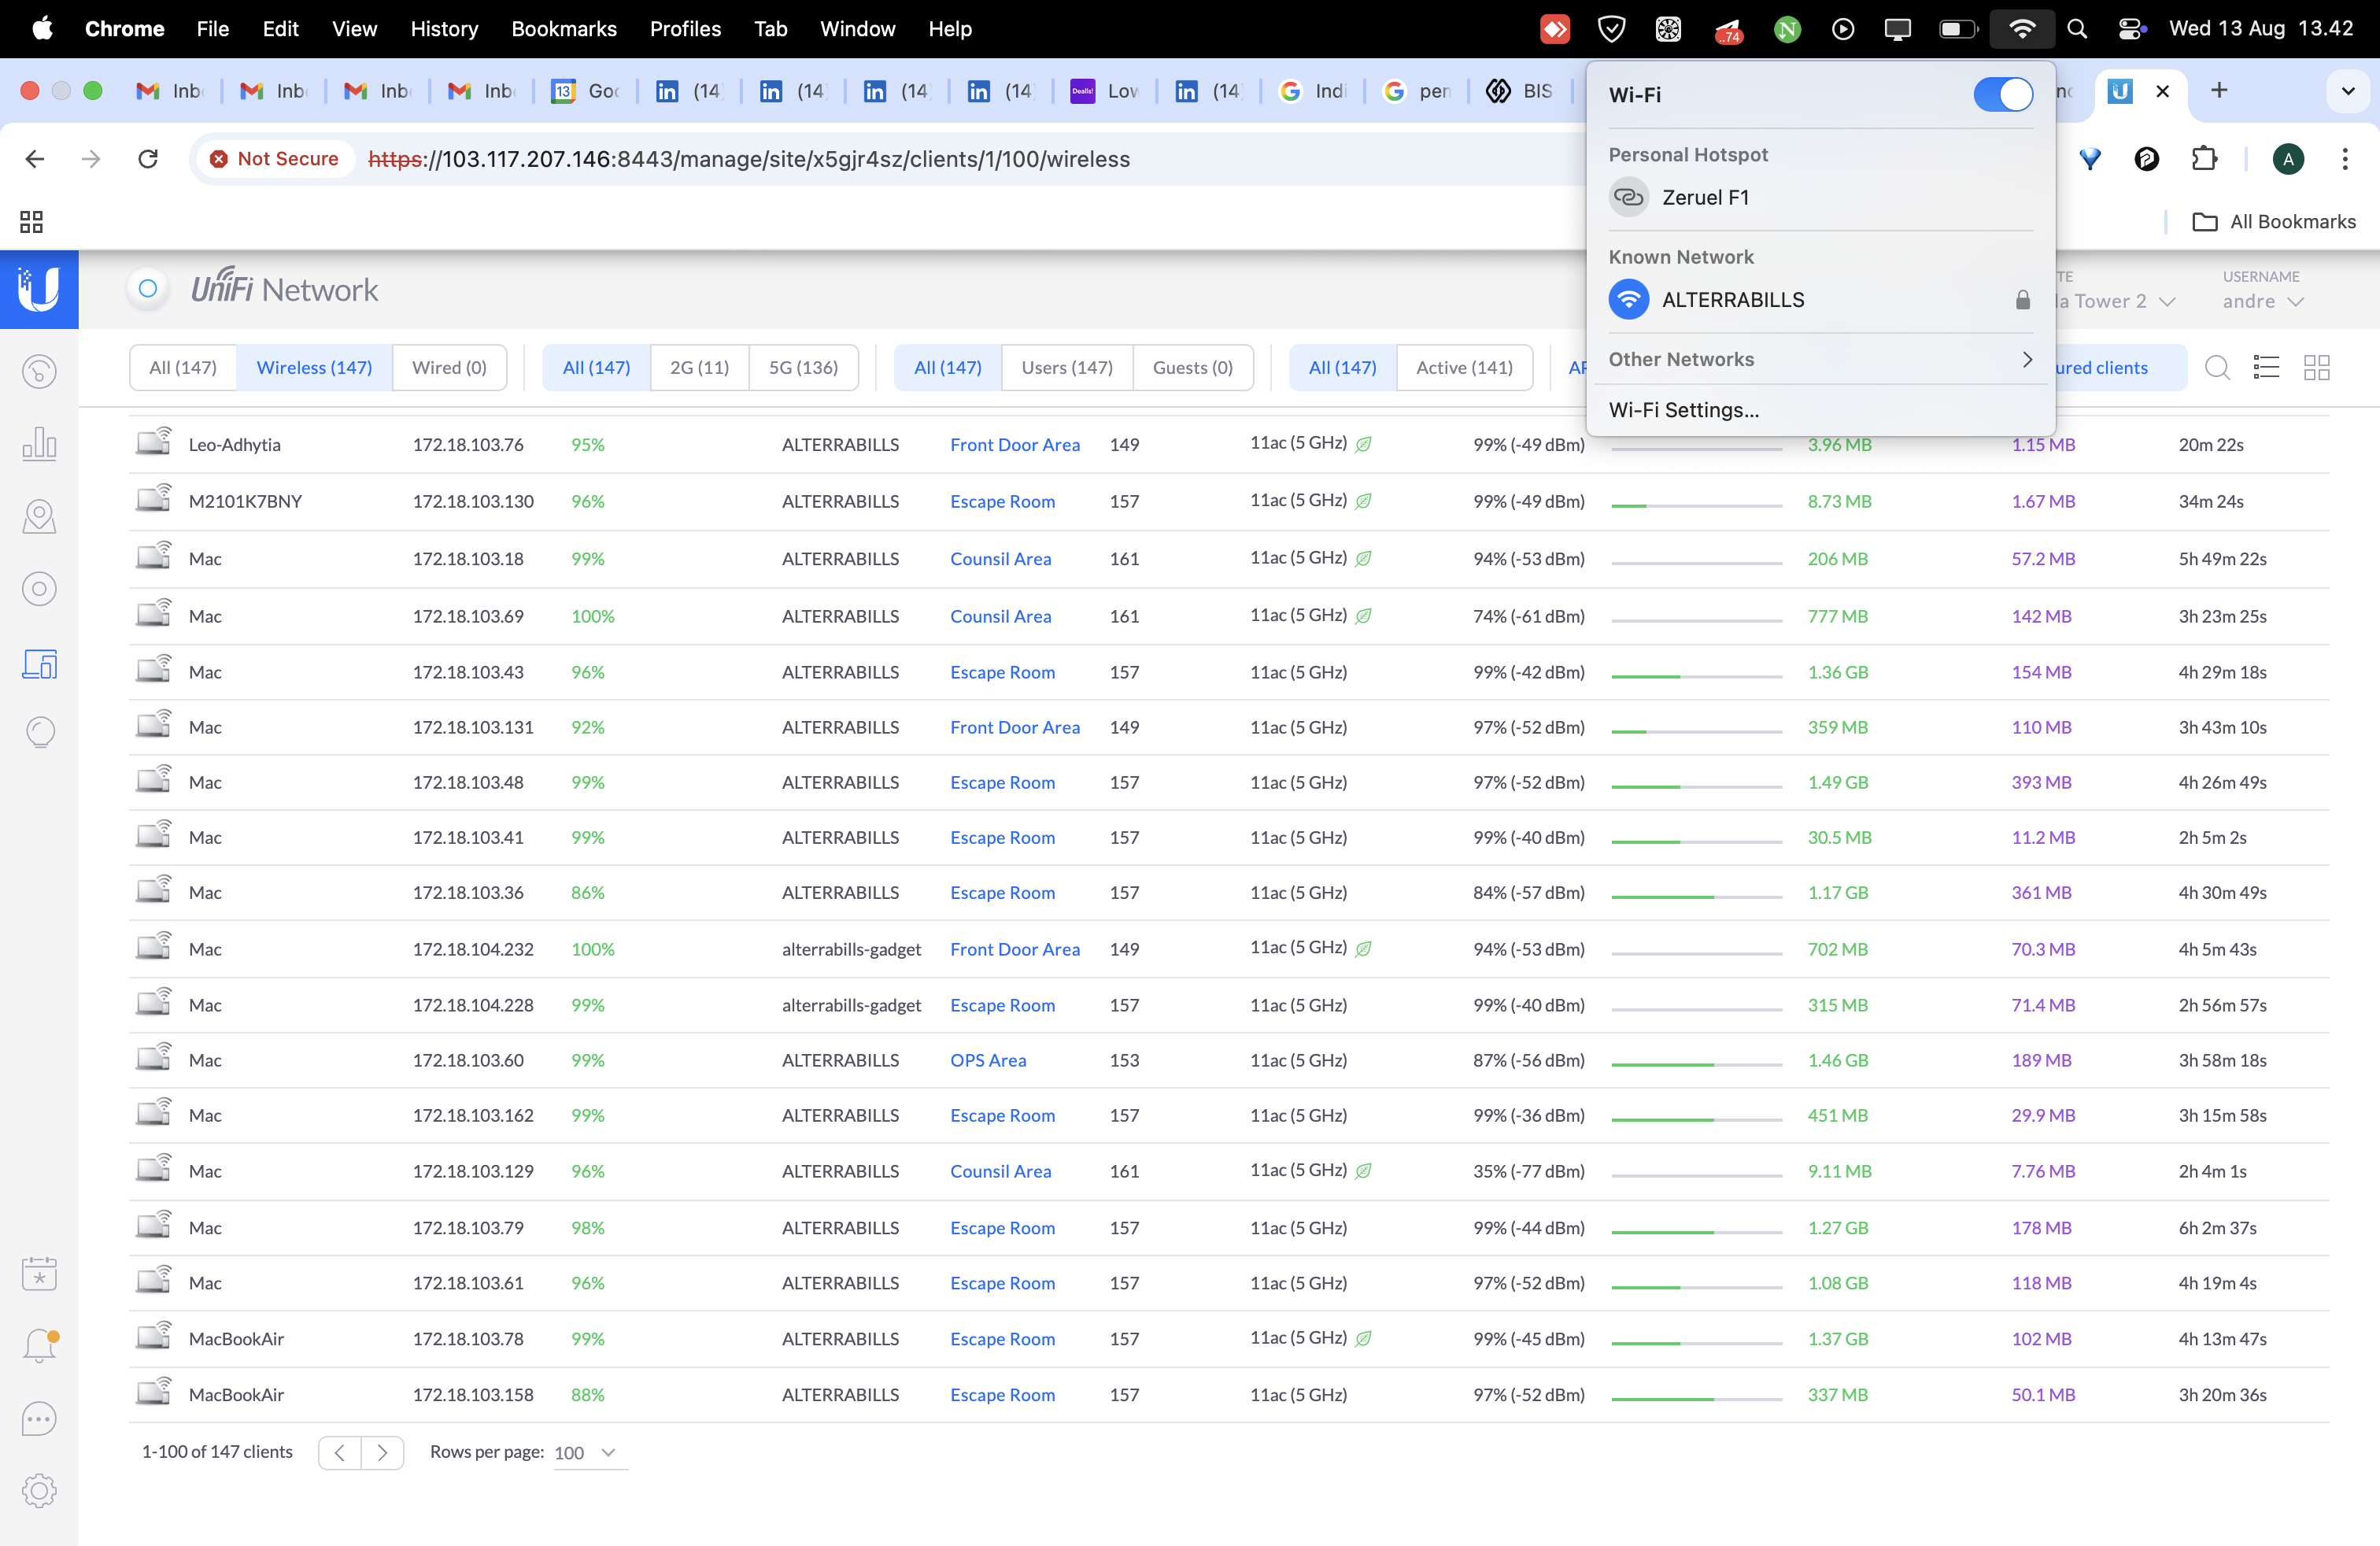 Chrome File Edit View History Bookmarks Profiles Tab Window Help ..74 N Wed 13 Aug 13.42
Inb Inb Inb Inb 13 Goo (14 (14 (14 (14 Dealls! Low (14 Indi pen BIS
Not Secure https://103.117.207.146:8443/manage/site/x5gjr4sz/clients/1/100/wireless A
All Bookmarks
Wi-Fi
Personal Hotspot
Zeruel F1
Known Network
ALTERRABILLS
Other Networks
Wi-Fi Settings...
UniFi Network
la Tower 2
USERNAME
andre
All (147) Wireless (147) Wired (0) All (147) 2G (11) 5G (136) All (147) Users (147) Guests (0) All (147) Active (141) ured clients
Leo-Adhytia 172.18.103.76 95% ALTERRABILLS Front Door Area 149 11ac (5 GHz) 99% (-49 dBm) 3.96 MB 1.15 MB 20m 22s
M2101K7BNY 172.18.103.130 96% ALTERRABILLS Escape Room 157 11ac (5 GHz) 99% (-49 dBm) 8.73 MB 1.67 MB 34m 24s
Mac 172.18.103.18 99% ALTERRABILLS Counsil Area 161 11ac (5 GHz) 94% (-53 dBm) 206 MB 57.2 MB 5h 49m 22s
Mac 172.18.103.69 100% ALTERRABILLS Counsil Area 161 11ac (5 GHz) 74% (-61 dBm) 777 MB 142 MB 3h 23m 25s
Mac 172.18.103.43 96% ALTERRABILLS Escape Room 157 11ac (5 GHz) 99% (-42 dBm) 1.36 GB 154 MB 4h 29m 18s
Mac 172.18.103.131 92% ALTERRABILLS Front Door Area 149 11ac (5 GHz) 97% (-52 dBm) 359 MB 110 MB 3h 43m 10s
Mac 172.18.103.48 99% ALTERRABILLS Escape Room 157 11ac (5 GHz) 97% (-52 dBm) 1.49 GB 393 MB 4h 26m 49s
Mac 172.18.103.41 99% ALTERRABILLS Escape Room 157 11ac (5 GHz) 99% (-40 dBm) 30.5 MB 11.2 MB 2h 5m 2s
Mac 172.18.103.36 86% ALTERRABILLS Escape Room 157 11ac (5 GHz) 84% (-57 dBm) 1.17 GB 361 MB 4h 30m 49s
Mac 172.18.104.232 100% alterrabills-gadget Front Door Area 149 11ac (5 GHz) 94% (-53 dBm) 702 MB 70.3 MB 4h 5m 43s
Mac 172.18.104.228 99% alterrabills-gadget Escape Room 157 11ac (5 GHz) 99% (-40 dBm) 315 MB 71.4 MB 2h 56m 57s
Mac 172.18.103.60 99% ALTERRABILLS OPS Area 153 11ac (5 GHz) 87% (-56 dBm) 1.46 GB 189 MB 3h 58m 18s
Mac 172.18.103.162 99% ALTERRABILLS Escape Room 157 11ac (5 GHz) 99% (-36 dBm) 451 MB 29.9 MB 3h 15m 58s
Mac 172.18.103.129 96% ALTERRABILLS Counsil Area 161 11ac (5 GHz) 35% (-77 dBm) 9.11 MB 7.76 MB 2h 4m 1s
Mac 172.18.103.79 98% ALTERRABILLS Escape Room 157 11ac (5 GHz) 99% (-44 dBm) 1.27 GB 178 MB 6h 2m 37s
Mac 172.18.103.61 96% ALTERRABILLS Escape Room 157 11ac (5 GHz) 97% (-52 dBm) 1.08 GB 118 MB 4h 19m 4s
MacBookAir 172.18.103.78 99% ALTERRABILLS Escape Room 157 11ac (5 GHz) 99% (-45 dBm) 1.37 GB 102 MB 4h 13m 47s
MacBookAir 172.18.103.158 88% ALTERRABILLS Escape Room 157 11ac (5 GHz) 97% (-52 dBm) 337 MB 50.1 MB 3h 20m 36s
1-100 of 147 clients Rows per page: 100